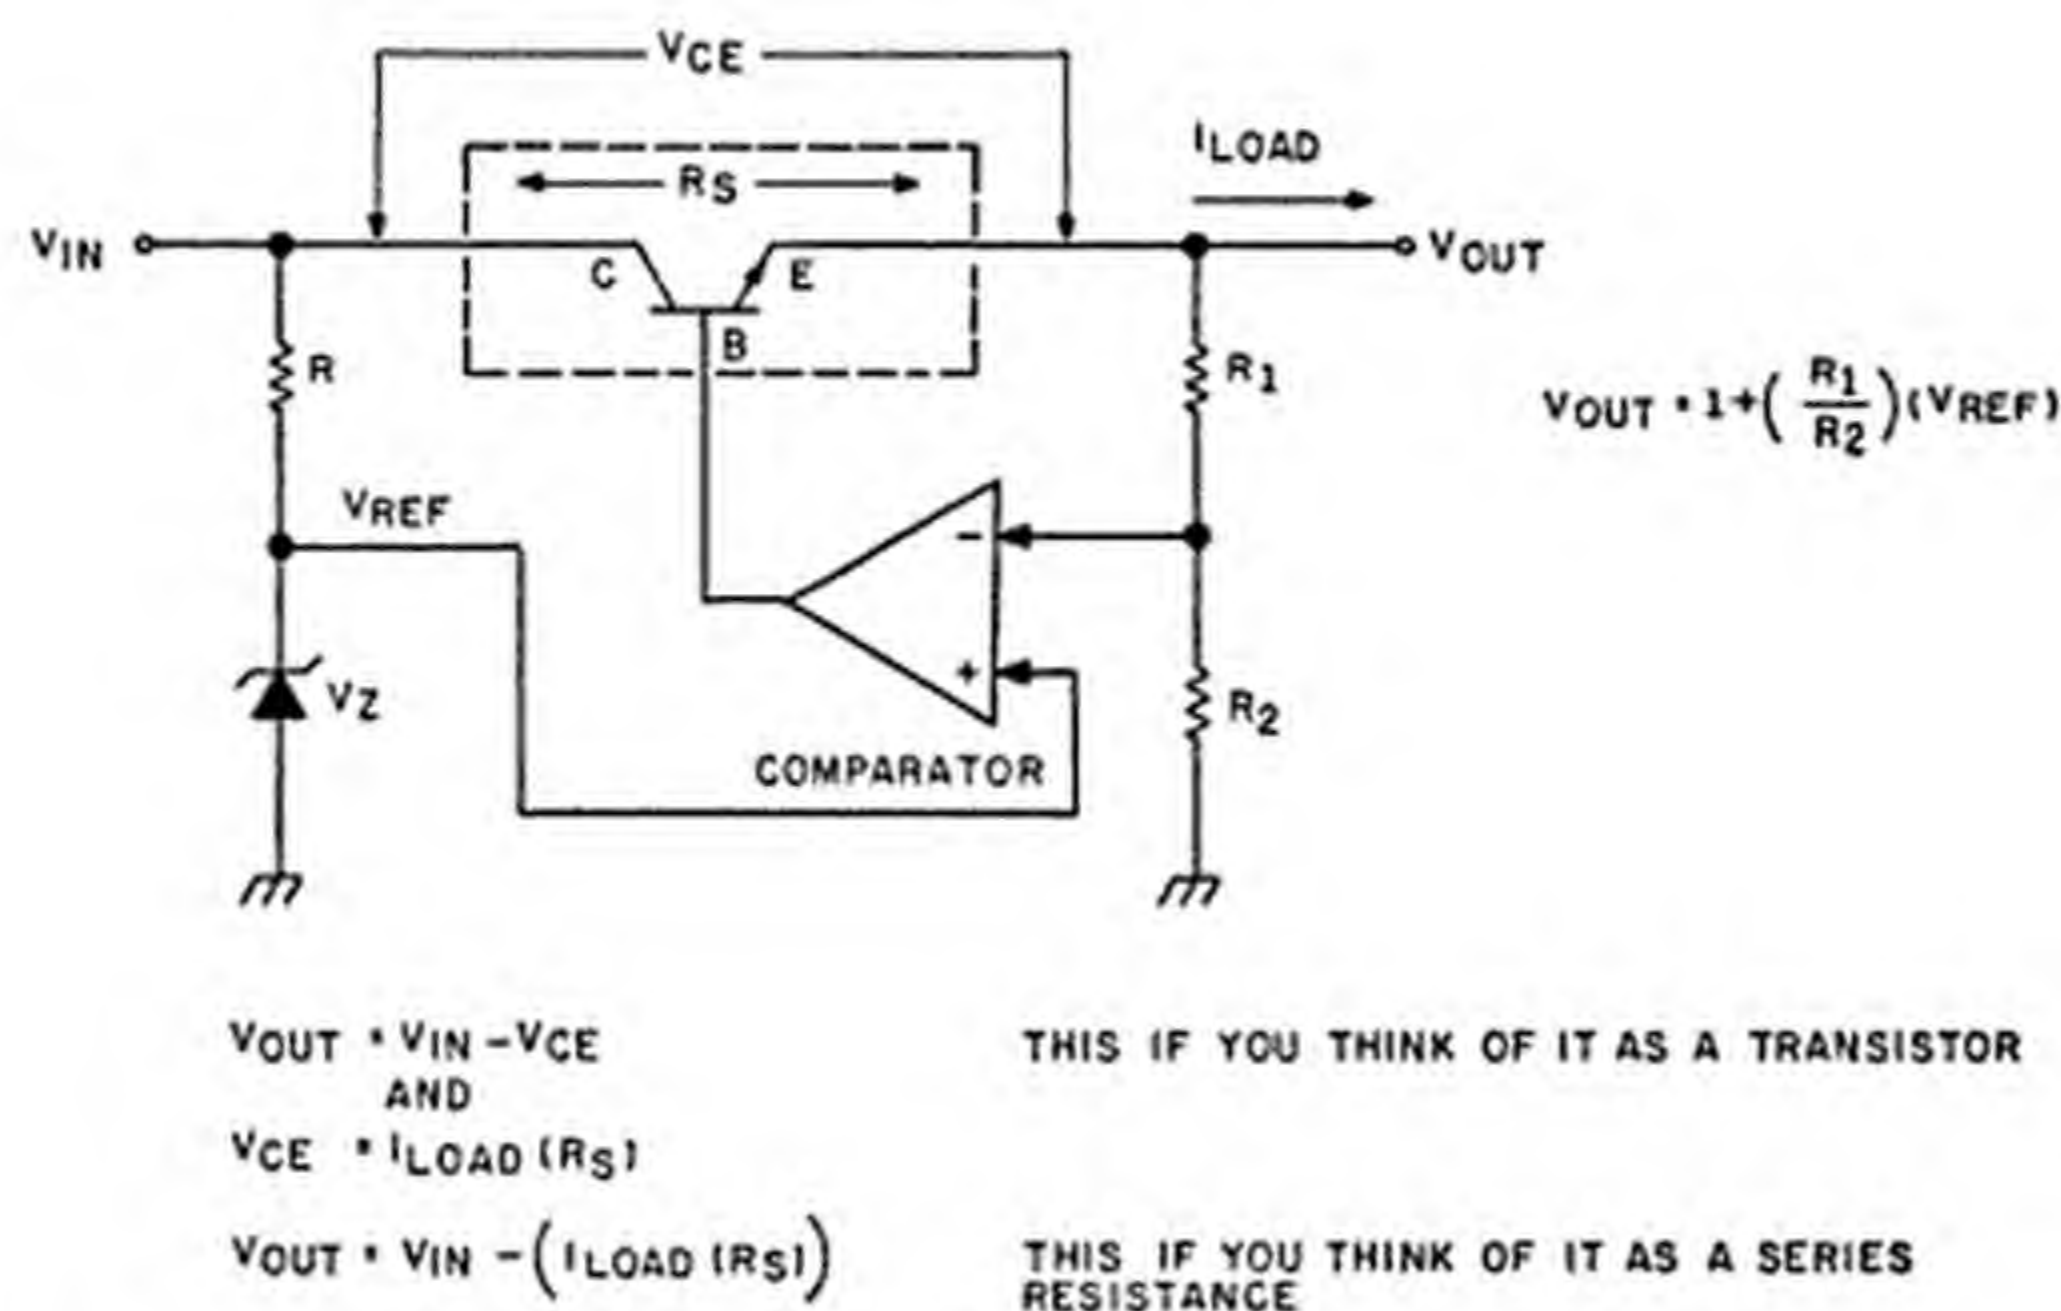 VCE
RS
ILOAD
VIN
C
E
VOUT
B
R
R1
VOUT = 1+(R1/R2)(VREF)
VREF
-
+
VZ
R2
COMPARATOR
VOUT = VIN -VCE
THIS IF YOU THINK OF IT AS A TRANSISTOR
AND
VCE = ILOAD (RS)
VOUT = VIN -(ILOAD (RS))
THIS IF YOU THINK OF IT AS A SERIES
RESISTANCE